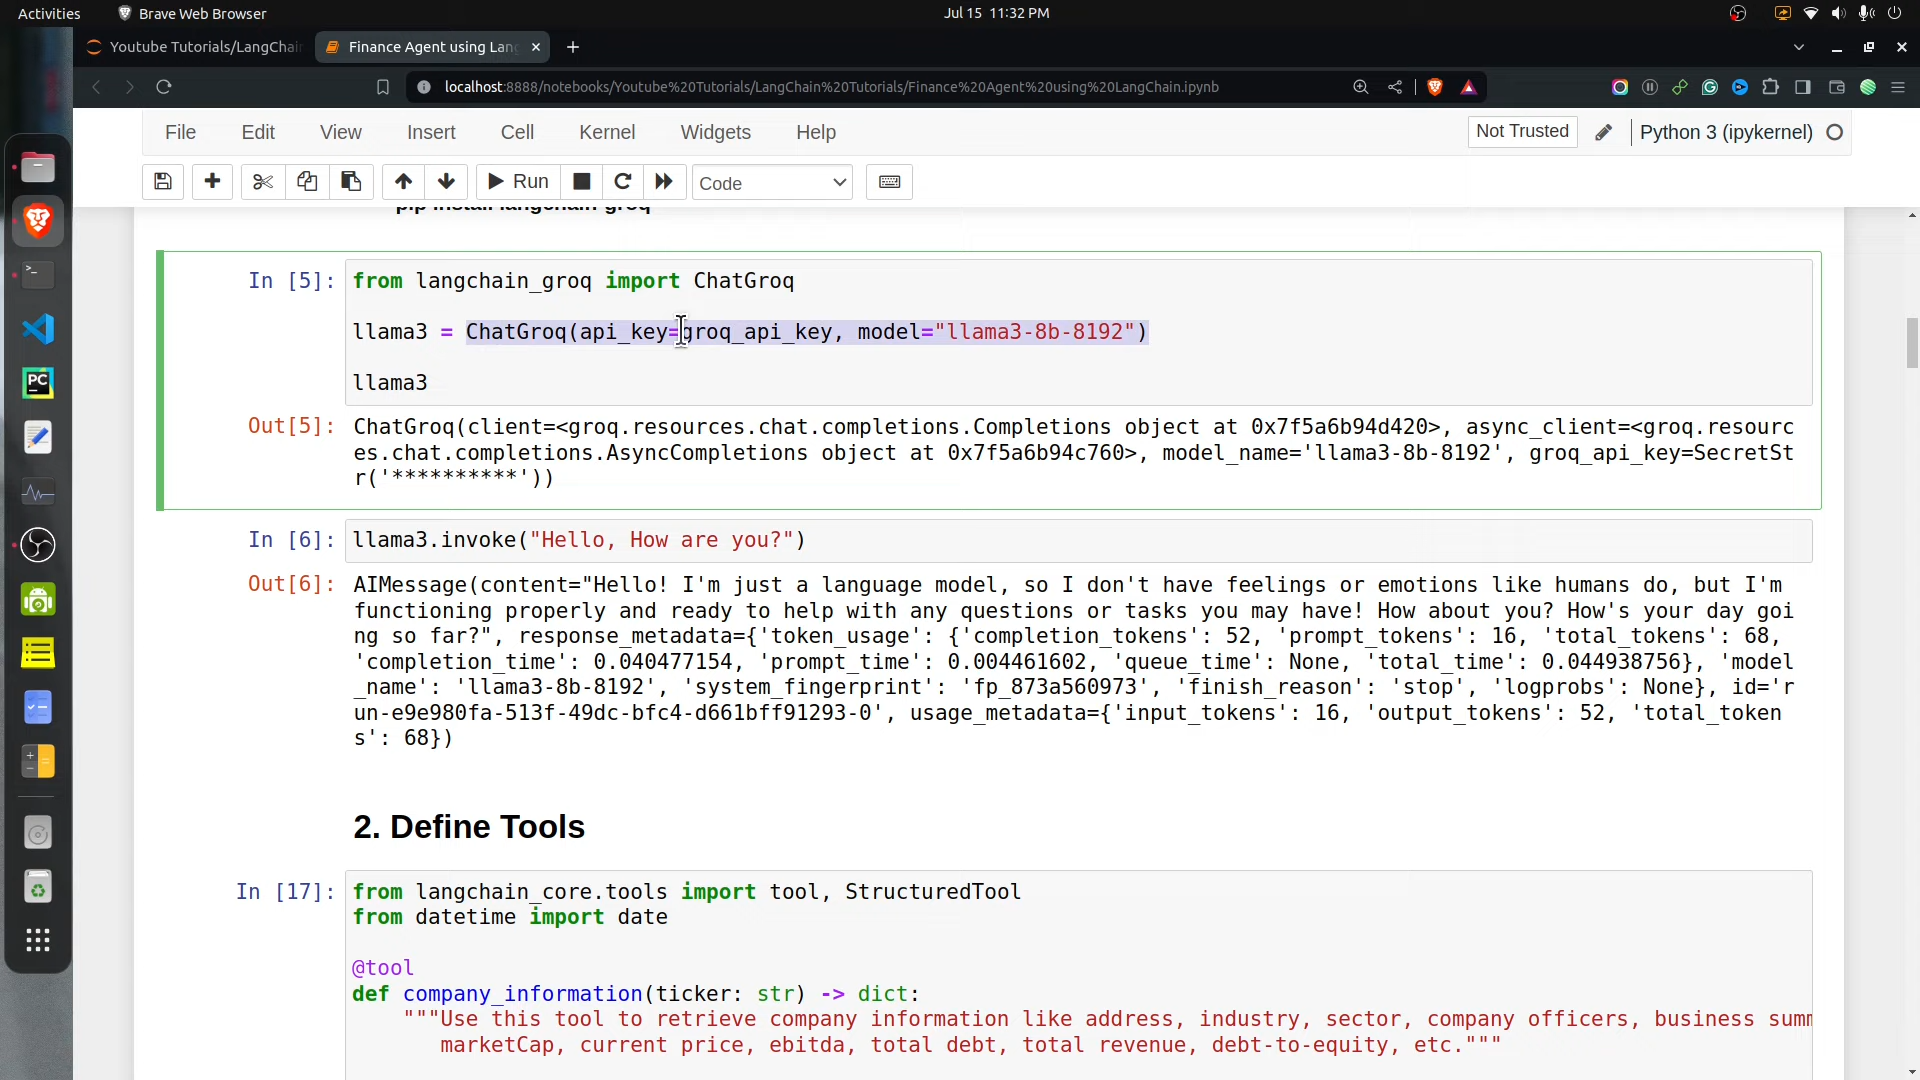 Activities
Brave Web Browser
Jul 15 11:32 PM
Youtube Tutorials/LangChai
Finance Agent using Lan
localhost:8888/notebooks/Youtube%20Tutorials/LangChain%20Tutorials/Finance%20Agent%20using%20LangChain.ipynb
File Edit View Insert Cell Kernel Widgets Help
Not Trusted
Python 3 (ipykernel)
Run
Code
pip install langchain-groq
In [5]:
from langchain_groq import ChatGroq
llama3 = ChatGroq(api_key=groq_api_key, model="llama3-8b-8192")
llama3
Out[5]:
ChatGroq(client=<groq.resources.chat.completions.Completions object at 0x7f5a6b94d420>, async_client=<groq.resourc
es.chat.completions.AsyncCompletions object at 0x7f5a6b94c760>, model_name='llama3-8b-8192', groq_api_key=SecretSt
r('**********'))
In [6]:
llama3.invoke("Hello, How are you?")
Out[6]:
AIMessage(content="Hello! I'm just a language model, so I don't have feelings or emotions like humans do, but I'm
functioning properly and ready to help with any questions or tasks you may have! How about you? How's your day goi
ng so far?", response_metadata={'token_usage': {'completion_tokens': 52, 'prompt_tokens': 16, 'total_tokens': 68,
'completion_time': 0.040477154, 'prompt_time': 0.004461602, 'queue_time': None, 'total_time': 0.044938756}, 'model
_name': 'llama3-8b-8192', 'system_fingerprint': 'fp_873a560973', 'finish_reason': 'stop', 'logprobs': None}, id='r
un-e9e980fa-513f-49dc-bfc4-d661bff91293-0', usage_metadata={'input_tokens': 16, 'output_tokens': 52, 'total_token
s': 68})
2. Define Tools
In [17]:
from langchain_core.tools import tool, StructuredTool
from datetime import date
@tool
def company_information(ticker: str) -> dict:
"""Use this tool to retrieve company information like address, industry, sector, company officers, business sum
marketCap, current price, ebitda, total debt, total revenue, debt-to-equity, etc."""